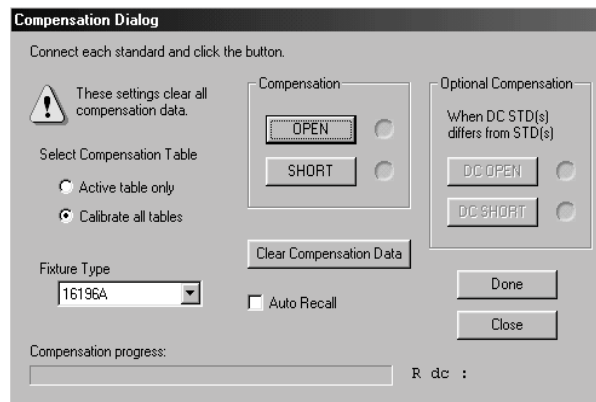 Compensation Dialog
Connect each standard and click the button.
These settings clear all
compensation data.
Select Compensation Table
Active table only
Calibrate all tables
Fixture Type
16196A
Compensation
OPEN
SHORT
Clear Compensation Data
Auto Recall
Optional Compensation
When DC STD(s)
differs from STD(s)
DC OPEN
DC SHORT
Done
Close
Compensation progress:
R dc :